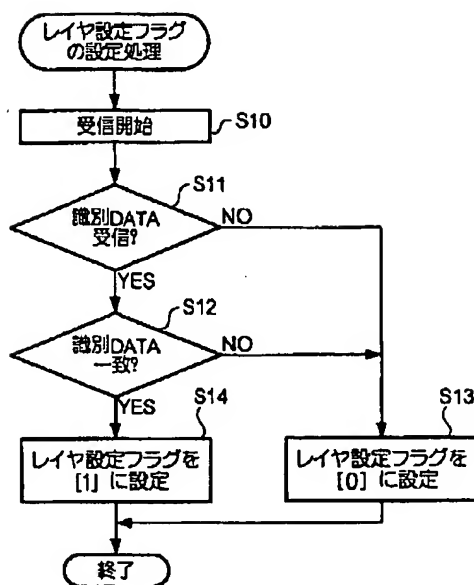 レイヤ設定フラグ
の設定処理
受信開始
S10
S11
識別DATA
受信?
NO
YES
S12
識別DATA
一致?
NO
YES
S14
レイヤ設定フラグを
[1」に設定
S13
レイヤ設定フラグを
[0] に設定
終了